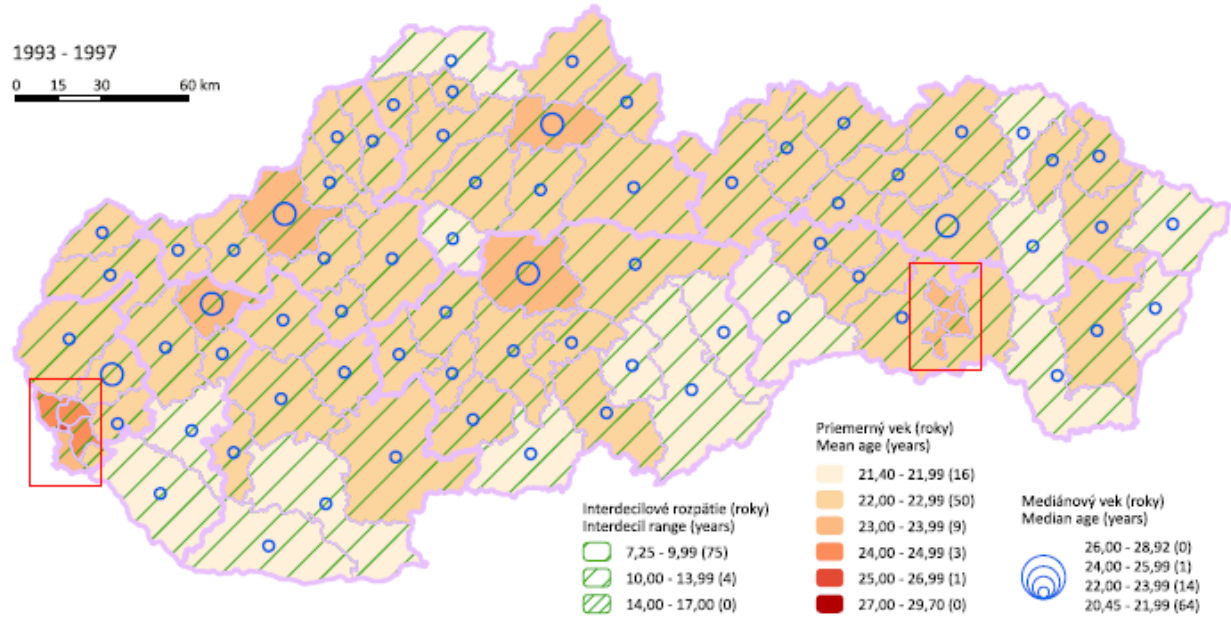 1993 - 1997
0 15 30 60 km
Interdecilové rozpätie (roky)
Interdecil range (years)
7,25 - 9,99 (75)
10,00 - 13,99 (4)
14,00 - 17,00 (0)
Priemerný vek (roky)
Mean age (years)
21,40 - 21,99 (16)
22,00 - 22,99 (50)
23,00 - 23,99 (9)
24,00 - 24,99 (3)
25,00 - 26,99 (1)
27,00 - 29,70 (0)
Mediánový vek (roky)
Median age (years)
26,00 - 28,92 (0)
24,00 - 25,99 (1)
22,00 - 23,99 (14)
20,45 - 21,99 (64)